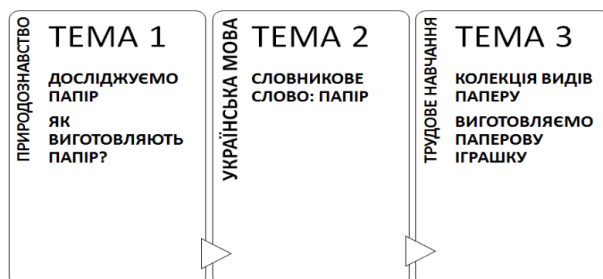 ПРИРОДОЗНАВСТВО
ТЕМА 1
ДОСЛІДЖУЄМО
ПАПІР
ЯК
ВИГОТОВЛЯЮТЬ
ПАПІР?
УКРАЇНСЬКА МОВА
ТЕМА 2
СЛОВНИКОВЕ
СЛОВО: ПАПІР
ТРУДОВЕ НАВЧАННЯ
ТЕМА 3
КОЛЕКЦІЯ ВИДІВ
ПАПЕРУ
ВИГОТОВЛЯЄМО
ПАПЕРОВУ
ІГРАШКУ